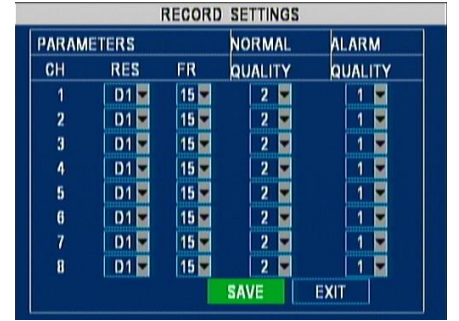 RECORD SETTINGS
PARAMETERS NORMAL ALARM
CH RES FR QUALITY QUALITY
1 D1 15 2 1
2 D1 15 2 1
3 D1 15 2 1
4 D1 15 2 1
5 D1 15 2 1
6 D1 15 2 1
7 D1 15 2 1
8 D1 15 2 1
SAVE EXIT